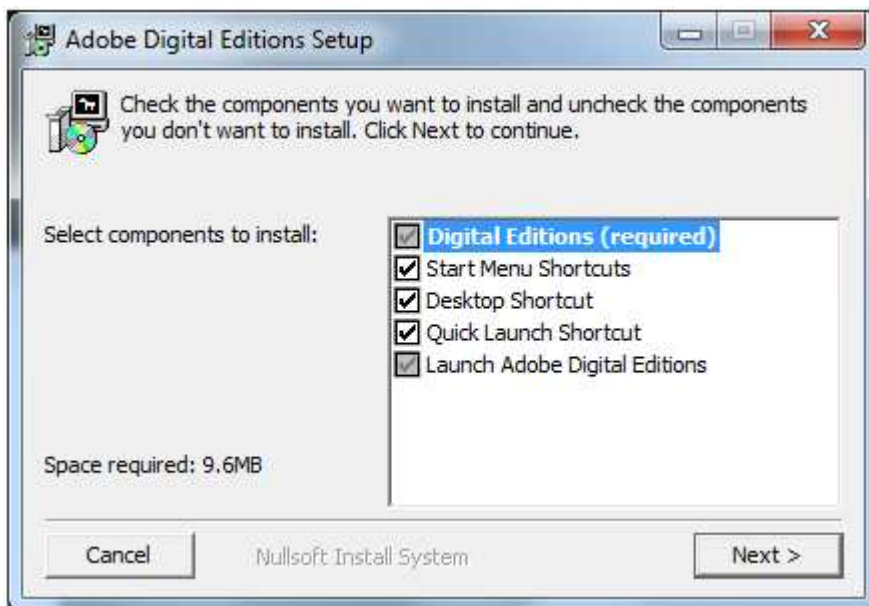 Adobe Digital Editions Setup
Check the components you want to install and uncheck the components
you don't want to install. Click Next to continue.
Select components to install:
Digital Editions (required)
Start Menu Shortcuts
Desktop Shortcut
Quick Launch Shortcut
Launch Adobe Digital Editions
Space required: 9.6MB
Cancel
Nullsoft Install System
Next >